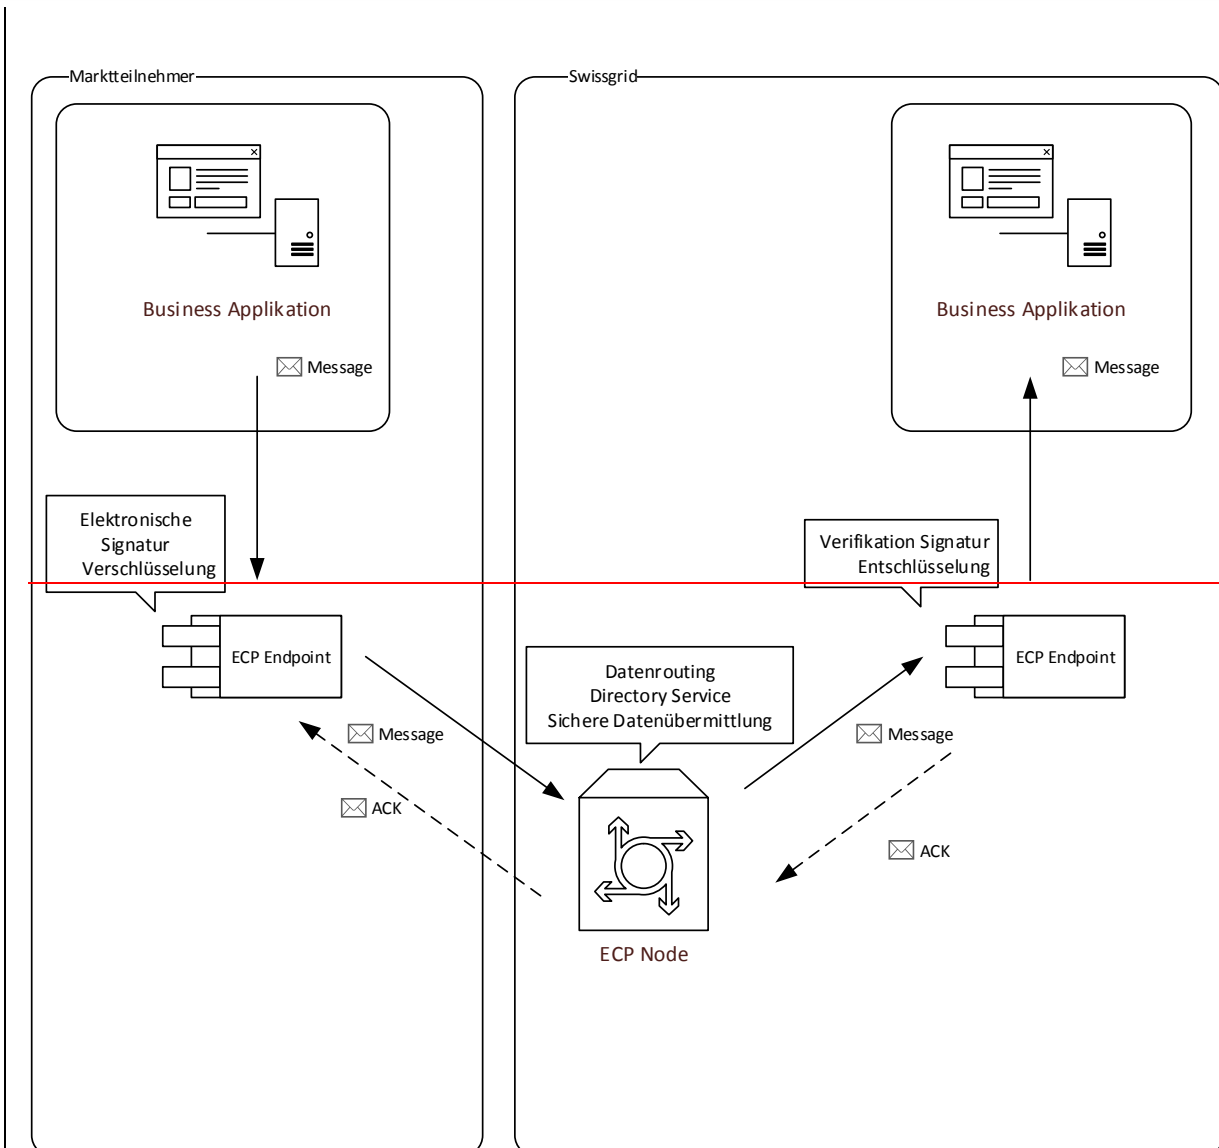 Marktteilnehmer
Swissgrid
Business Applikation
Business Applikation
Message
Message
Elektronische
Signatur
Verschlüsselung
Verifikation Signatur
Entschlüsselung
ECP Endpoint
ECP Endpoint
Datenrouting
Directory Service
Sichere Datenübermittlung
Message
Message
ACK
ACK
ECP Node